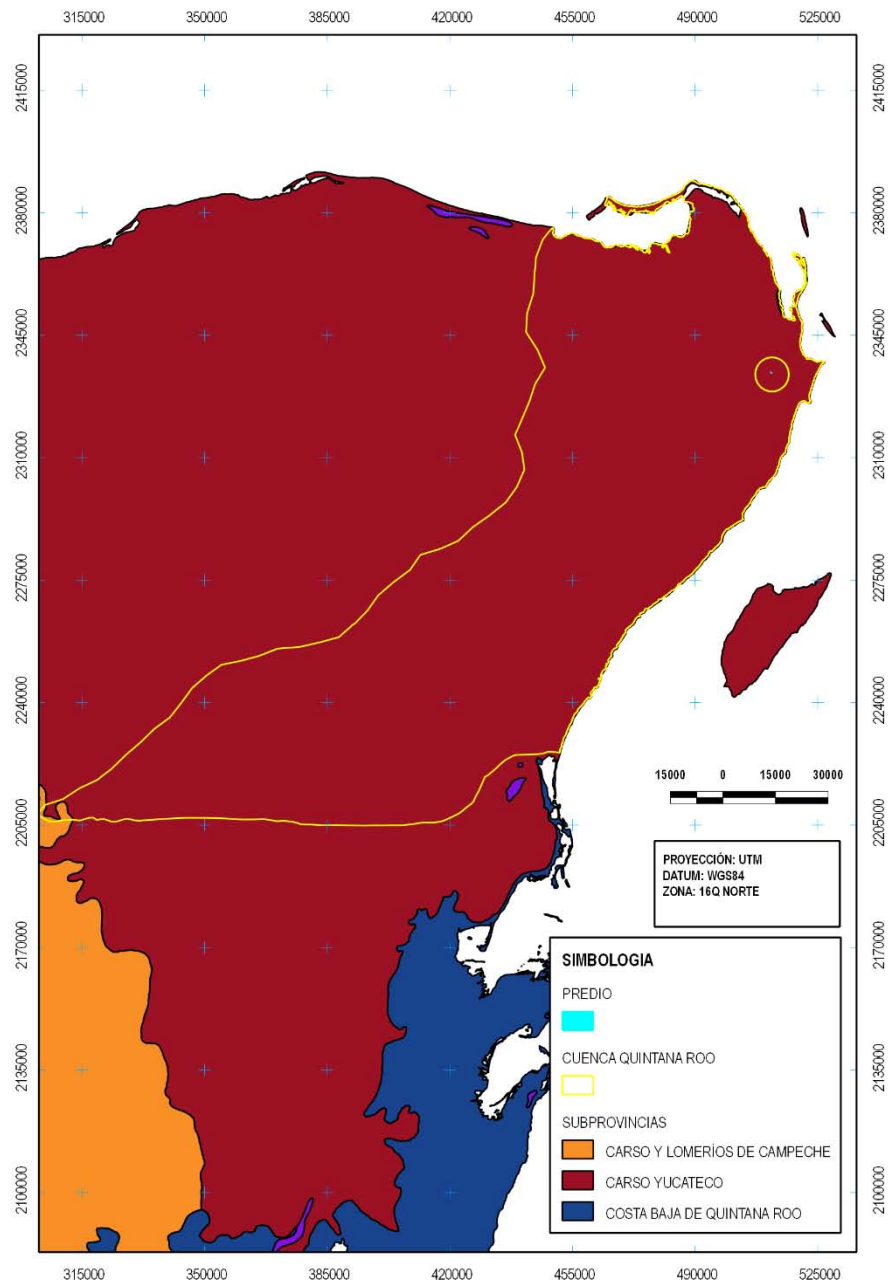 315000 350000 385000 420000 455000 490000 525000
2415000 2415000
2380000 2380000
2345000 2345000
2310000 2310000
2275000 2275000
2240000 2240000
15000 0 15000 30000
2205000 2205000
PROYECCIÓN: UTM
DATUM: WGS84
ZONA: 16Q NORTE
2170000 2170000
SIMBOLOGIA
PREDIO
CUENCA QUINTANA ROO
2135000 2135000
SUBPROVINCIAS
CARSO Y LOMERÍOS DE CAMPECHE
CARSO YUCATECO
2100000 2100000
COSTA BAJA DE QUINTANA ROO
315000 350000 385000 420000 455000 490000 525000